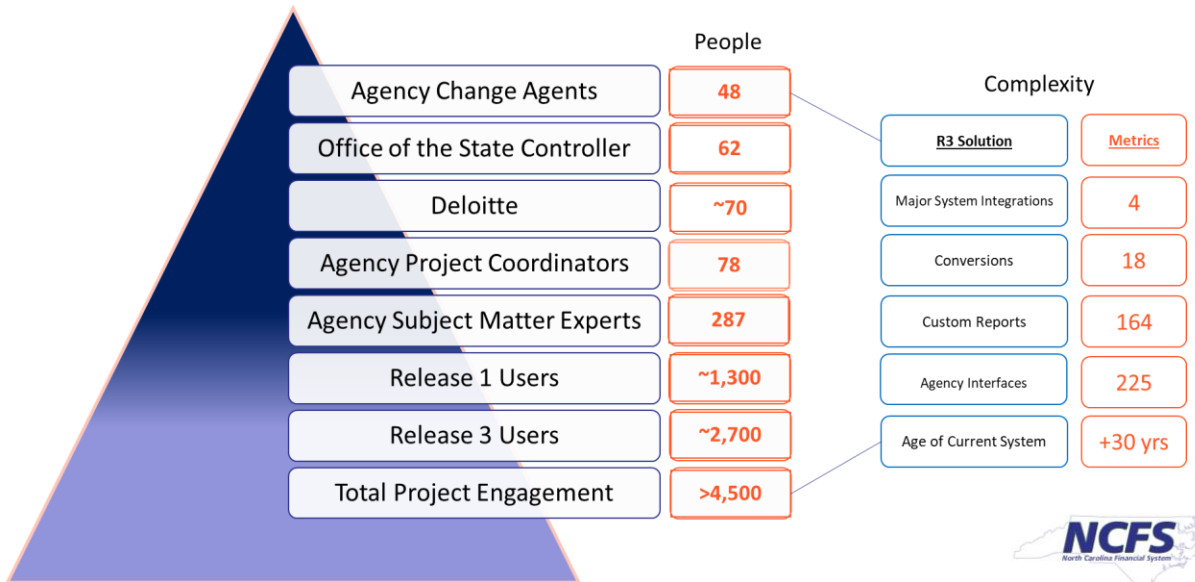 People
Agency Change Agents 48
Office of the State Controller 62
Deloitte ~70
Agency Project Coordinators 78
Agency Subject Matter Experts 287
Release 1 Users ~1,300
Release 3 Users ~2,700
Total Project Engagement >4,500
Complexity
R3 Solution Metrics
Major System Integrations 4
Conversions 18
Custom Reports 164
Agency Interfaces 225
Age of Current System +30 yrs
NCFS
North Carolina Financial System